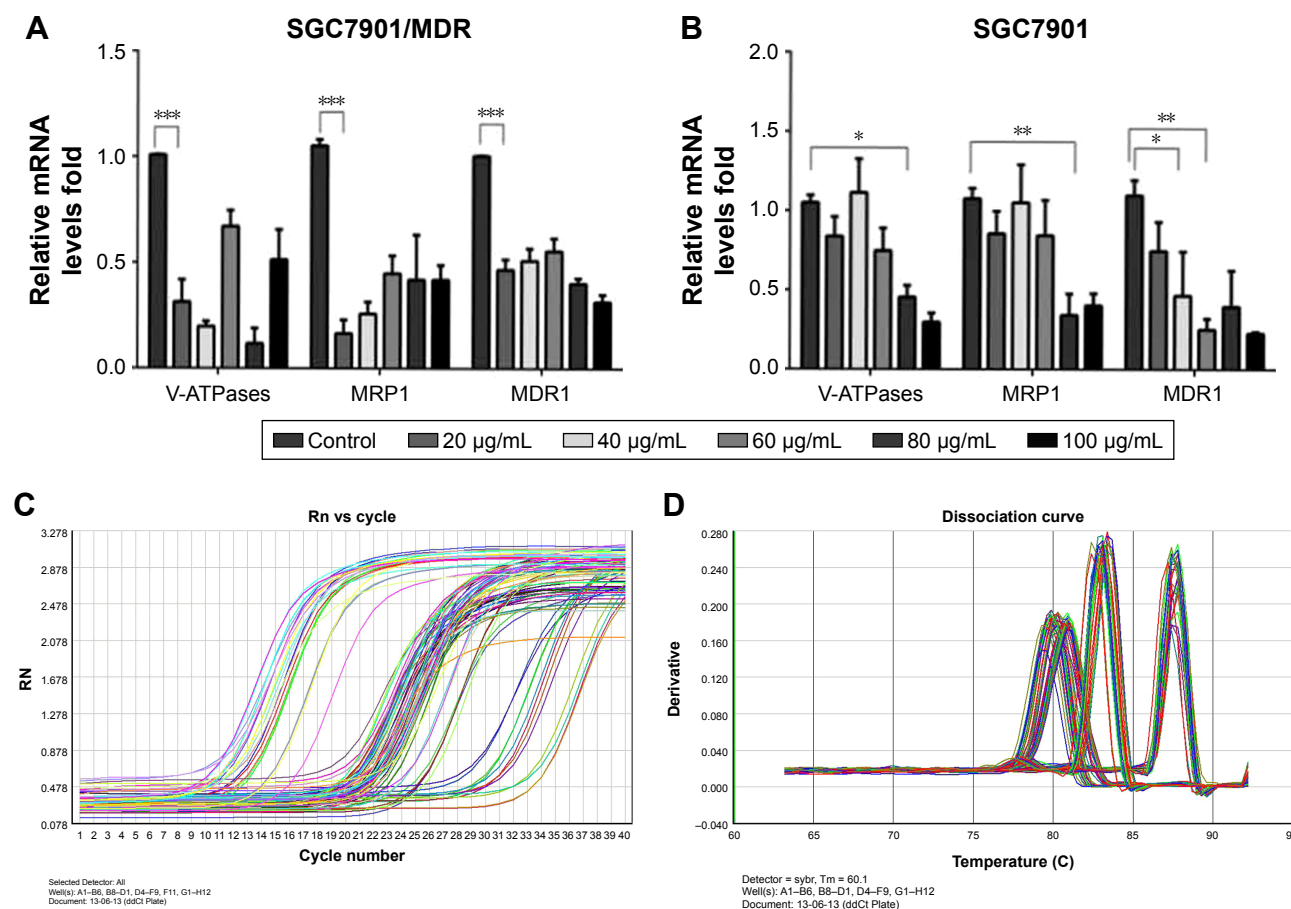 A
SGC7901/MDR
Relative mRNA
levels fold
1.5
1.0
0.5
0.0
***
***
***
V-ATPases
MRP1
MDR1
B
SGC7901
Relative mRNA
levels fold
2.0
1.5
1.0
0.5
0.0
*
**
**
*
V-ATPases
MRP1
MDR1
Control 20 µg/mL 40 µg/mL 60 µg/mL 80 µg/mL 100 µg/mL
C
Rn vs cycle
RN
3.278
2.878
2.478
2.078
1.678
1.278
0.878
0.478
0.078
1 2 3 4 5 6 7 8 9 10 11 12 13 14 15 16 17 18 19 20 21 22 23 24 25 26 27 28 29 30 31 32 33 34 35 36 37 38 39 40
Cycle number
Selected Detector: All
Well(s): A1–B6, B8–D1, D4–F9, F11, G1–H12
Document: 13-06-13 (ddCt Plate)
D
Dissociation curve
Derivative
0.280
0.240
0.200
0.160
0.120
0.080
0.040
0.000
–0.040
60 65 70 75 80 85 90
Temperature (C)
Detector = sybr, Tm = 60.1
Well(s): A1–B6, B8–D1, D4–F9, G1–H12
Document: 13-06-13 (ddCt Plate)